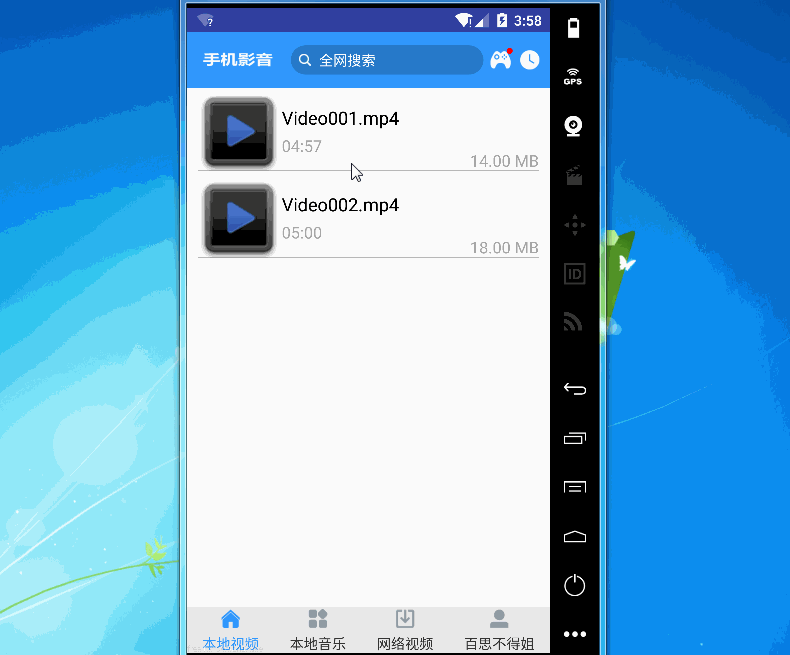 3:58
手机影音
全网搜索
GPS
Video001.mp4
04:57
14.00 MB
Video002.mp4
05:00
18.00 MB
ID
本地视频
本地音乐
网络视频
百思不得姐